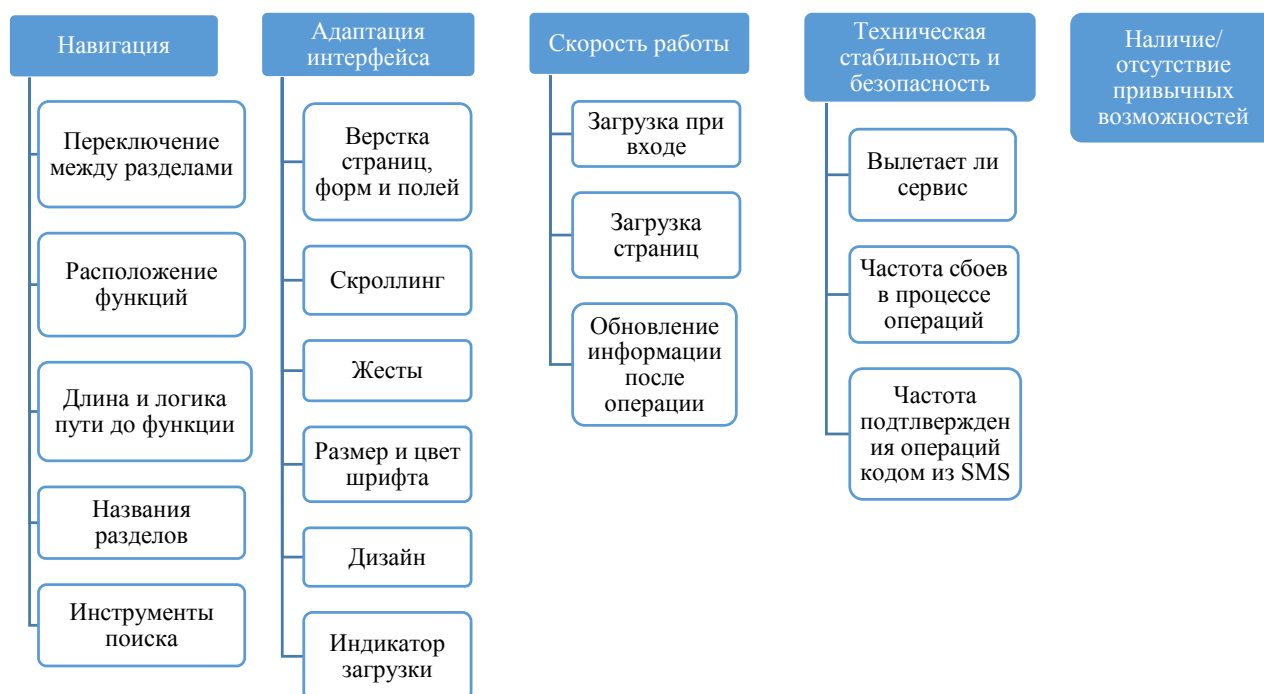 Навигация
Переключение
между разделами
Расположение
функций
Длина и логика
пути до функции
Названия
разделов
Инструменты
поиска
Адаптация
интерфейса
Верстка
страниц,
форм и полей
Скроллинг
Жесты
Размер и цвет
шрифта
Дизайн
Индикатор
загрузки
Скорость работы
Загрузка при
входе
Загрузка
страниц
Обновление
информации
после
операции
Техническая
стабильность и
безопасность
Вылетает ли
сервис
Частота сбоев
в процессе
операций
Частота
подтлвержден
ия операций
кодом из SMS
Наличие/
отсутствие
привычных
возможностей